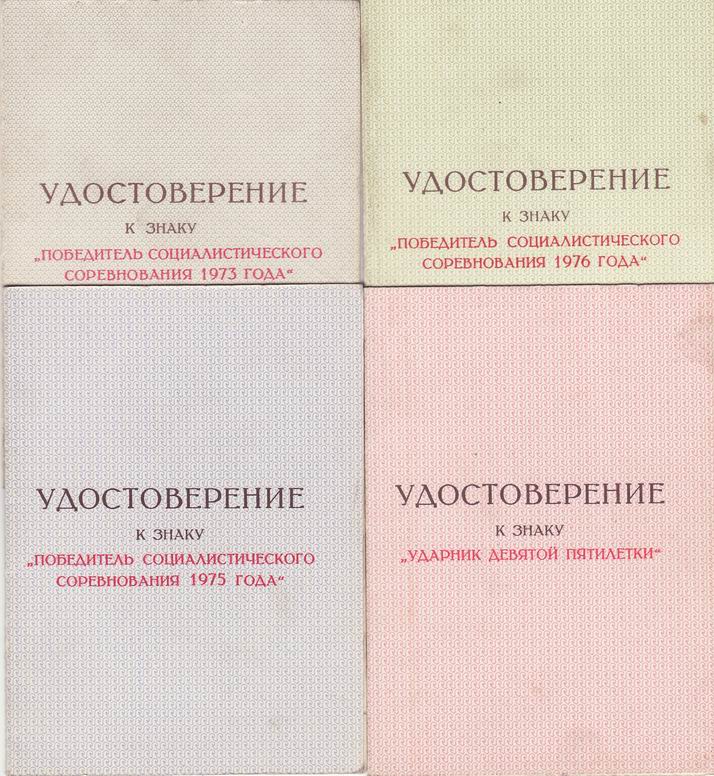 УДОСТОВЕРЕНИЕ
К ЗНАКУ
„ПОБЕДИТЕЛЬ СОЦИАЛИСТИЧЕСКОГО
СОРЕВНОВАНИЯ 1973 ГОДА“
УДОСТОВЕРЕНИЕ
К ЗНАКУ
„ПОБЕДИТЕЛЬ СОЦИАЛИСТИЧЕСКОГО
СОРЕВНОВАНИЯ 1976 ГОДА“
УДОСТОВЕРЕНИЕ
К ЗНАКУ
„ПОБЕДИТЕЛЬ СОЦИАЛИСТИЧЕСКОГО
СОРЕВНОВАНИЯ 1975 ГОДА“
УДОСТОВЕРЕНИЕ
К ЗНАКУ
„УДАРНИК ДЕВЯТОЙ ПЯТИЛЕТКИ“